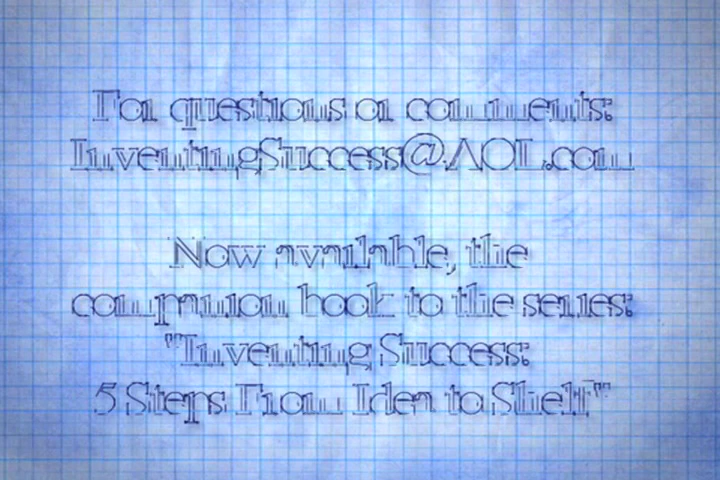 For questions or comments:
InventingSuccess@AOL.com
Now available, the
companion book to the series:
"Inventing Success:
5 Steps From Idea to Shelf"